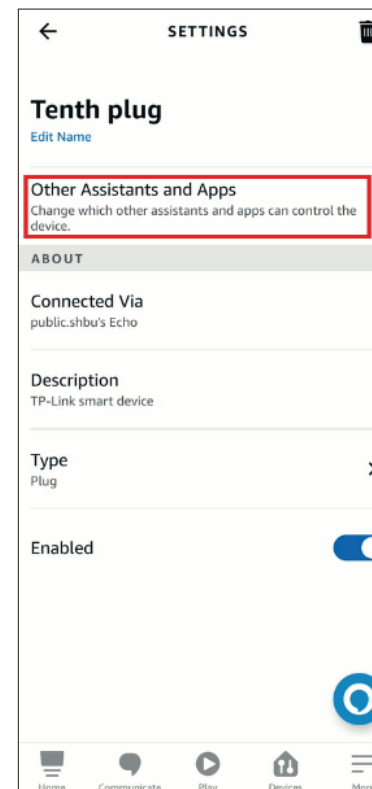 SETTINGS
Tenth plug
Edit Name
Other Assistants and Apps
Change which other assistants and apps can control the
device.
ABOUT
Connected Via
public.shbu's Echo
Description
TP-Link smart device
Type
Plug
Enabled
Home Communicate Play Devices More